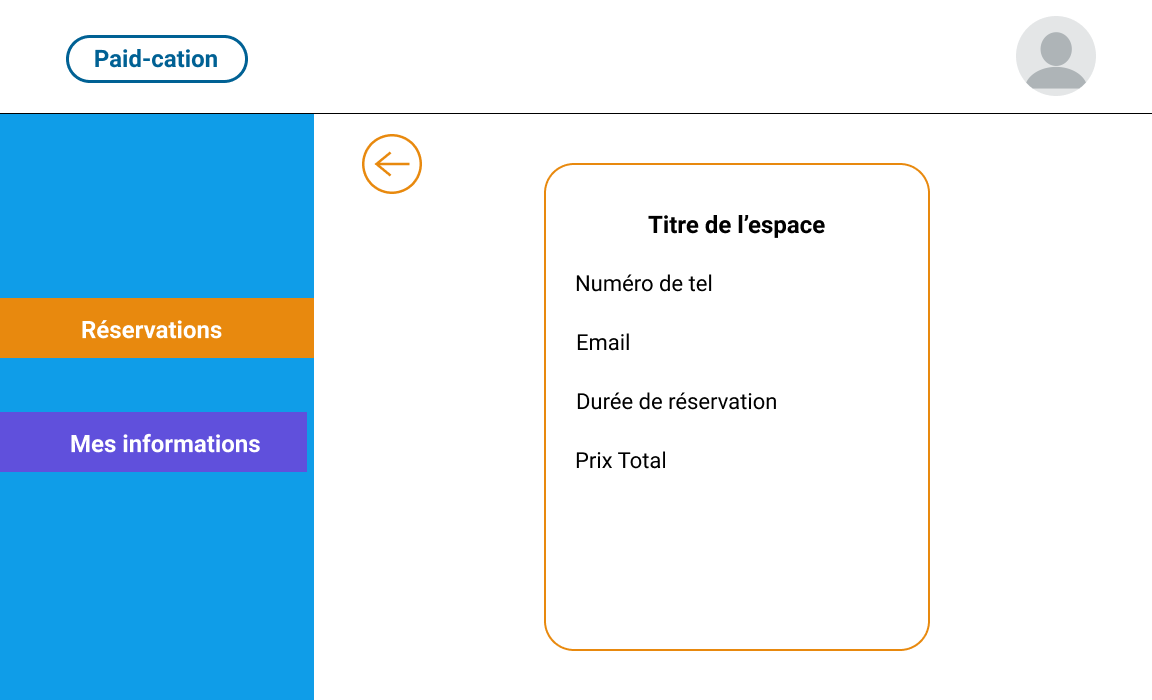 Paid-cation
Réservations
Mes informations
Titre de l’espace
Numéro de tel
Email
Durée de réservation
Prix Total